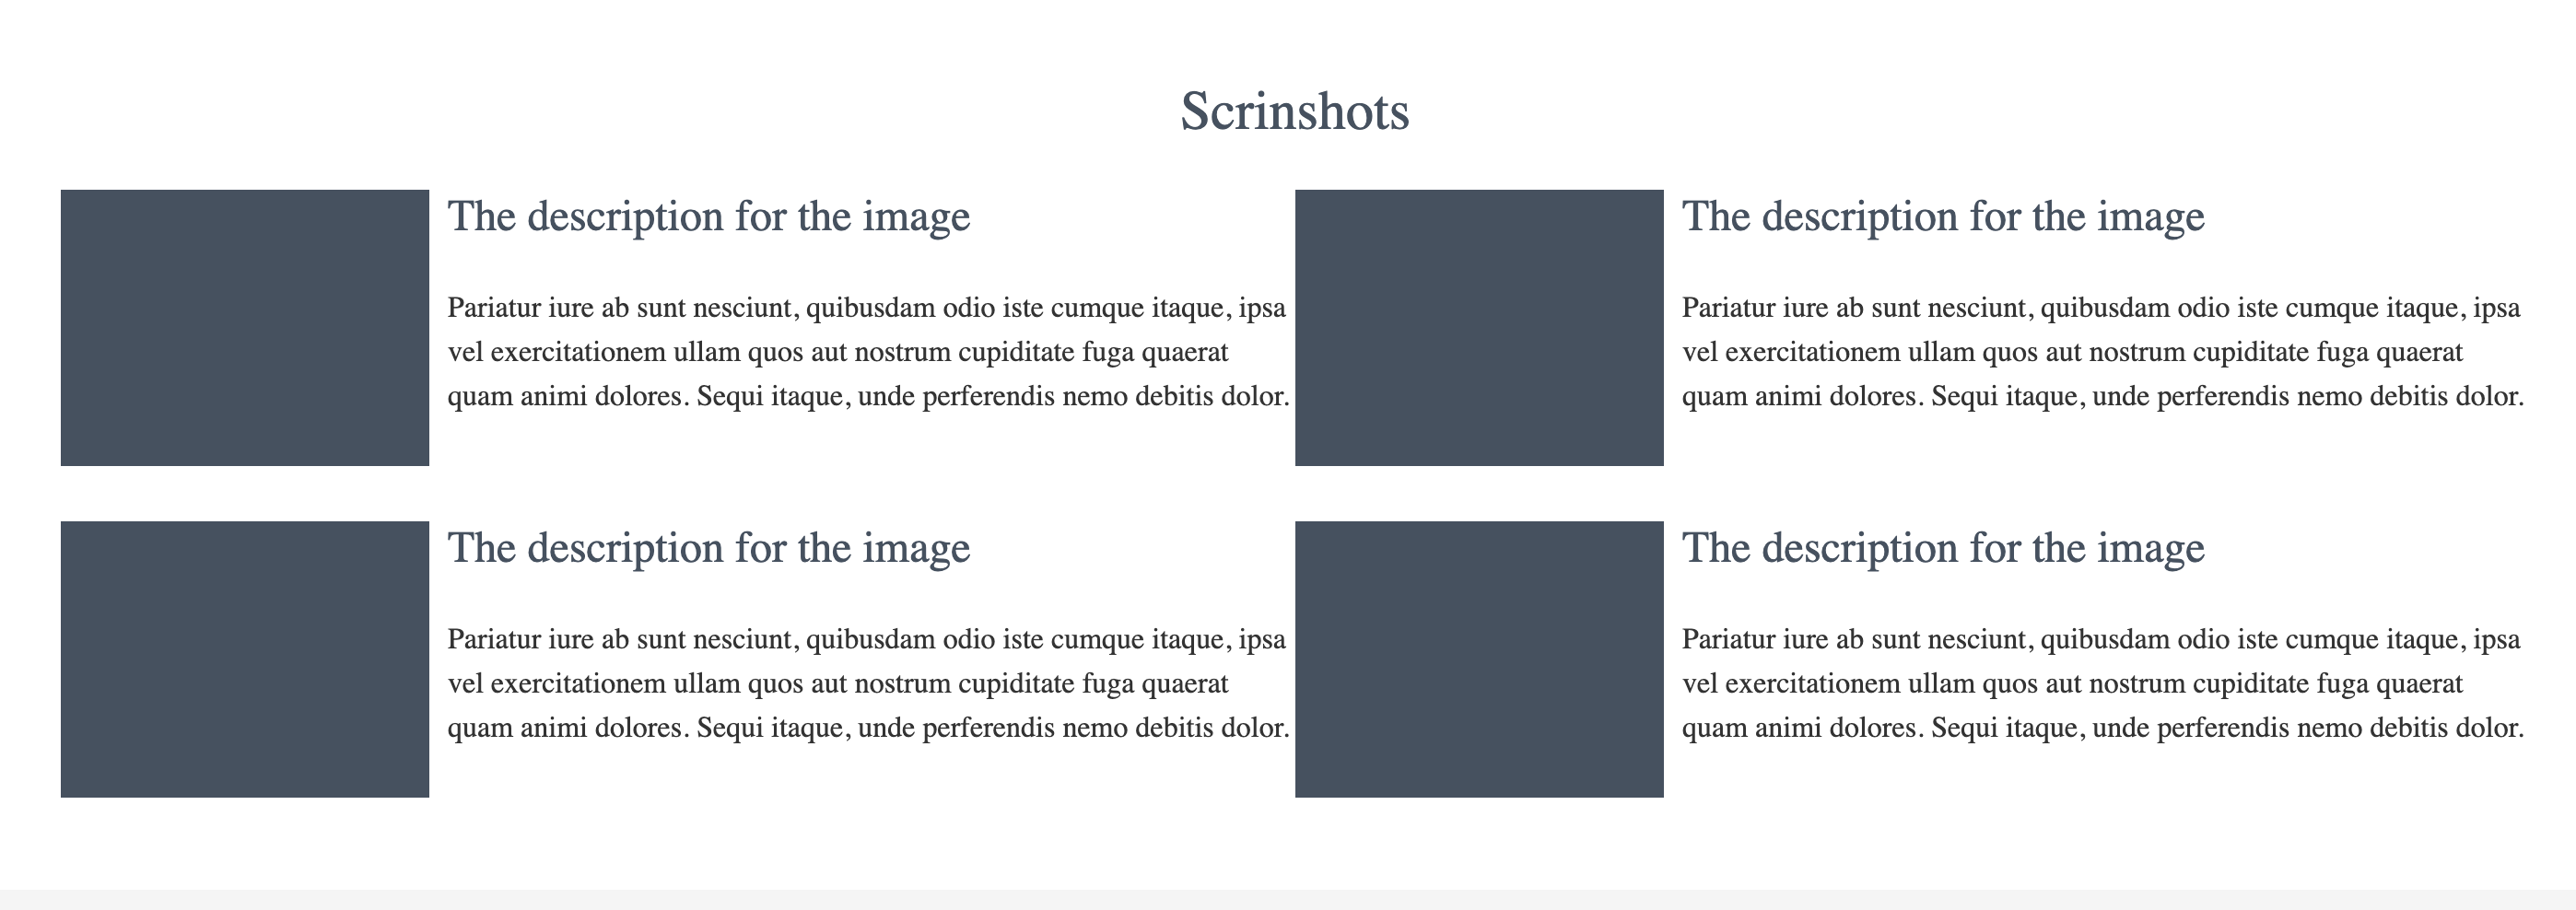 Scrinshots
The description for the image
Pariatur iure ab sunt nesciunt, quibusdam odio iste cumque itaque, ipsa
vel exercitationem ullam quos aut nostrum cupiditate fuga quaerat
quam animi dolores. Sequi itaque, unde perferendis nemo debitis dolor.
The description for the image
Pariatur iure ab sunt nesciunt, quibusdam odio iste cumque itaque, ipsa
vel exercitationem ullam quos aut nostrum cupiditate fuga quaerat
quam animi dolores. Sequi itaque, unde perferendis nemo debitis dolor.
The description for the image
Pariatur iure ab sunt nesciunt, quibusdam odio iste cumque itaque, ipsa
vel exercitationem ullam quos aut nostrum cupiditate fuga quaerat
quam animi dolores. Sequi itaque, unde perferendis nemo debitis dolor.
The description for the image
Pariatur iure ab sunt nesciunt, quibusdam odio iste cumque itaque, ipsa
vel exercitationem ullam quos aut nostrum cupiditate fuga quaerat
quam animi dolores. Sequi itaque, unde perferendis nemo debitis dolor.